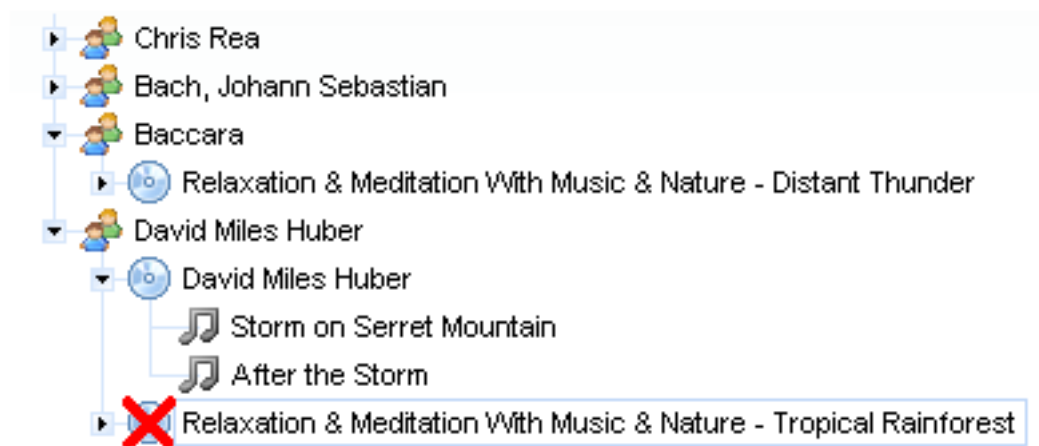 Chris Rea
Bach, Johann Sebastian
Baccara
Relaxation & Meditation With Music & Nature - Distant Thunder
David Miles Huber
David Miles Huber
Storm on Serret Mountain
After the Storm
Relaxation & Meditation With Music & Nature - Tropical Rainforest